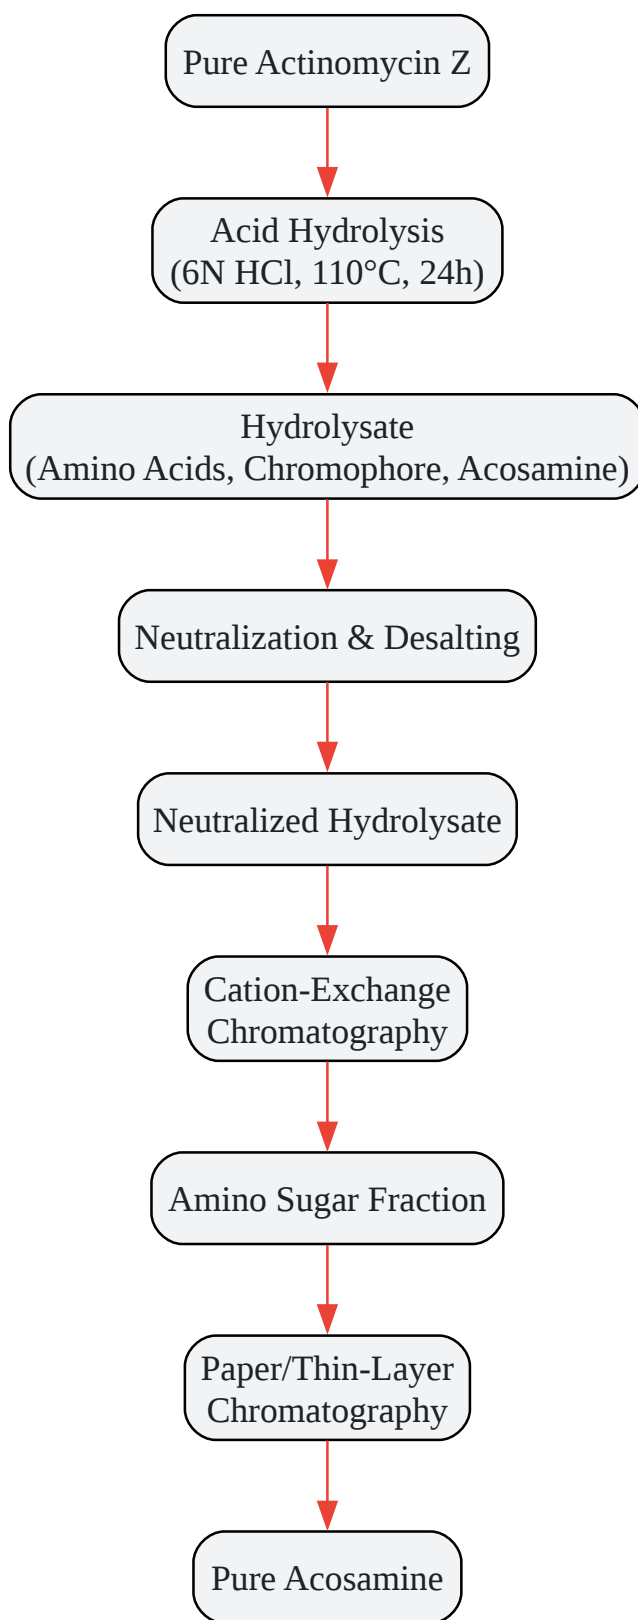 Pure Actinomycin Z
Acid Hydrolysis
(6N HCl, 110°C, 24h)
Hydrolysate
(Amino Acids, Chromophore, Acosamine)
Neutralization & Desalting
Neutralized Hydrolysate
Cation-Exchange
Chromatography
Amino Sugar Fraction
Paper/Thin-Layer
Chromatography
Pure Acosamine